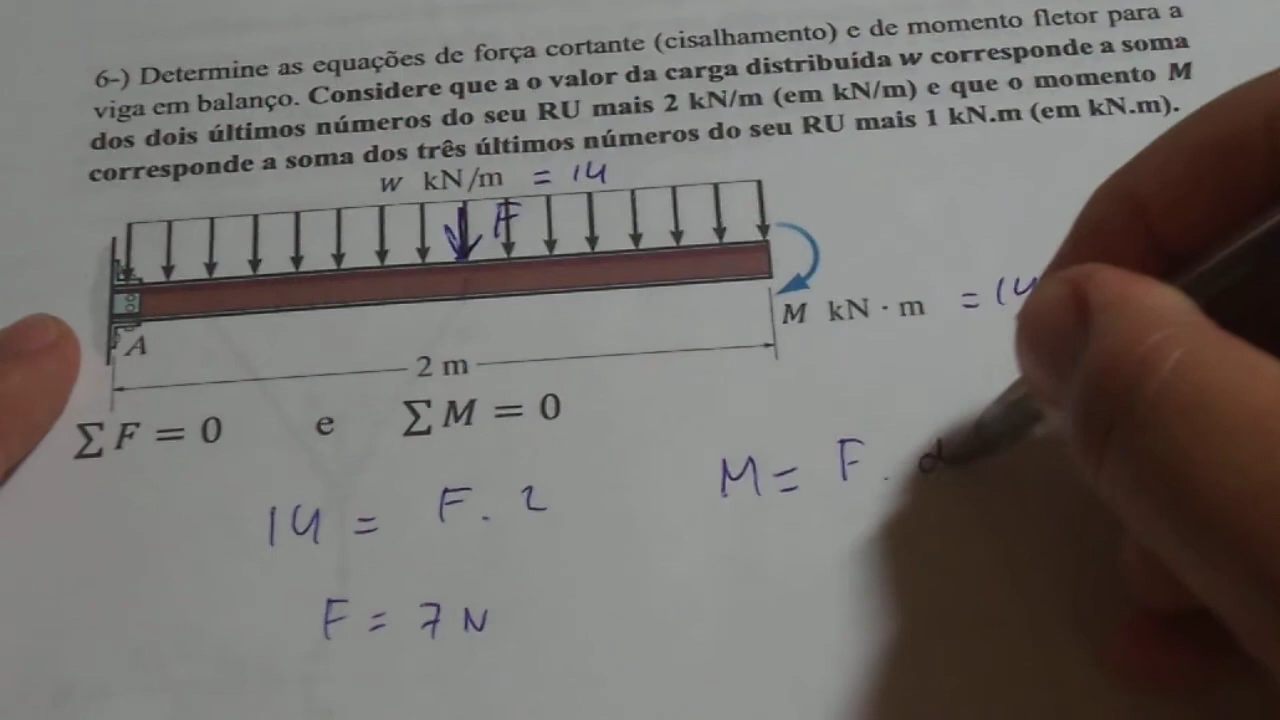 6-) Determine as equações de força cortante (cisalhamento) e de momento fletor para a
viga em balanço. Considere que a o valor da carga distribuída w corresponde a soma
dos dois últimos números do seu RU mais 2 kN/m (em kN/m) e que o momento M
corresponde a soma dos três últimos números do seu RU mais 1 kN.m (em kN.m).
w kN/m = 14
F
M kN · m = 14
A
2 m
∑F = 0 e ∑M = 0
14 = F . 2 M = F . d
F = 7 N